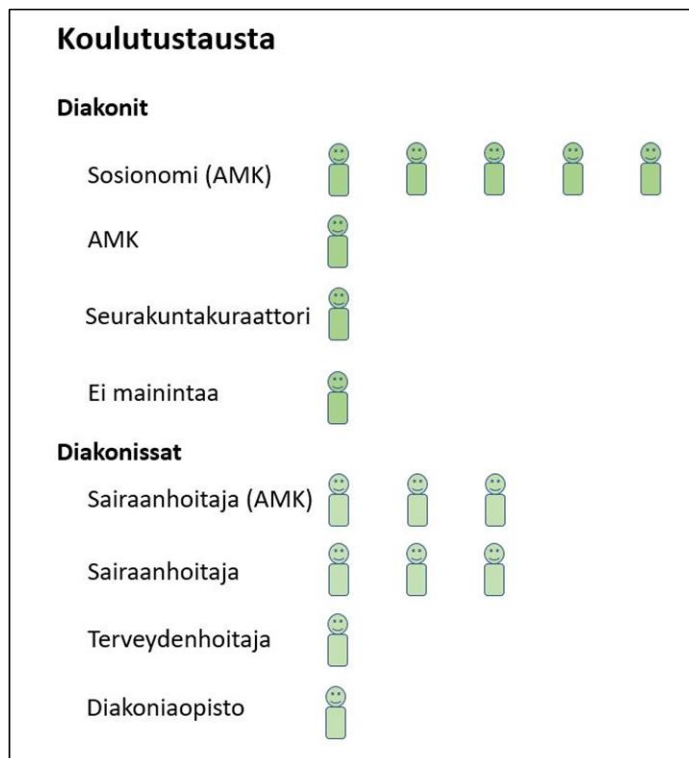 Koulutustausta
Diakonit
Sosionomi (AMK)
AMK
Seurakuntakuraattori
Ei mainintaa
Diakonissat
Sairaanhoitaja (AMK)
Sairaanhoitaja
Terveydenhoitaja
Diakoniaopisto